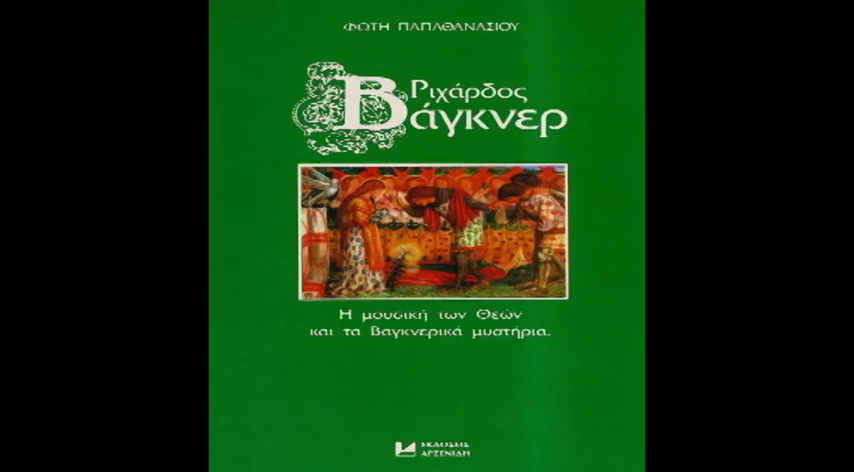 ΦΩΤΗ ΠΑΠΑΘΑΝΑΣΙΟΥ
Ριχάρδος
Βάγκνερ
Η μουσική των Θεών
και τα Βαγκνερικά μυστήρια.
ΕΚΔΟΣΕΙΣ
ΑΡΣΕΝΙΔΗ